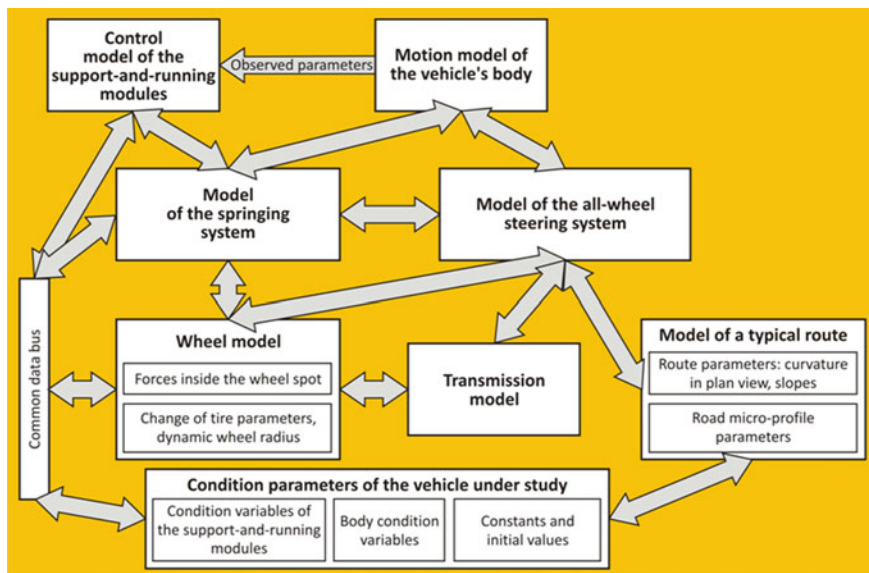 Control
model of the
support-and-running
modules
Observed parameters
Motion model of
the vehicle's body
Model
of the springing
system
Model of the all-wheel
steering system
Common data bus
Wheel model
Forces inside the wheel spot
Change of tire parameters,
dynamic wheel radius
Transmission
model
Model of a typical route
Route parameters: curvature
in plan view, slopes
Road micro-profile
parameters
Condition parameters of the vehicle under study
Condition variables of
the support-and-running
modules
Body condition
variables
Constants and
initial values